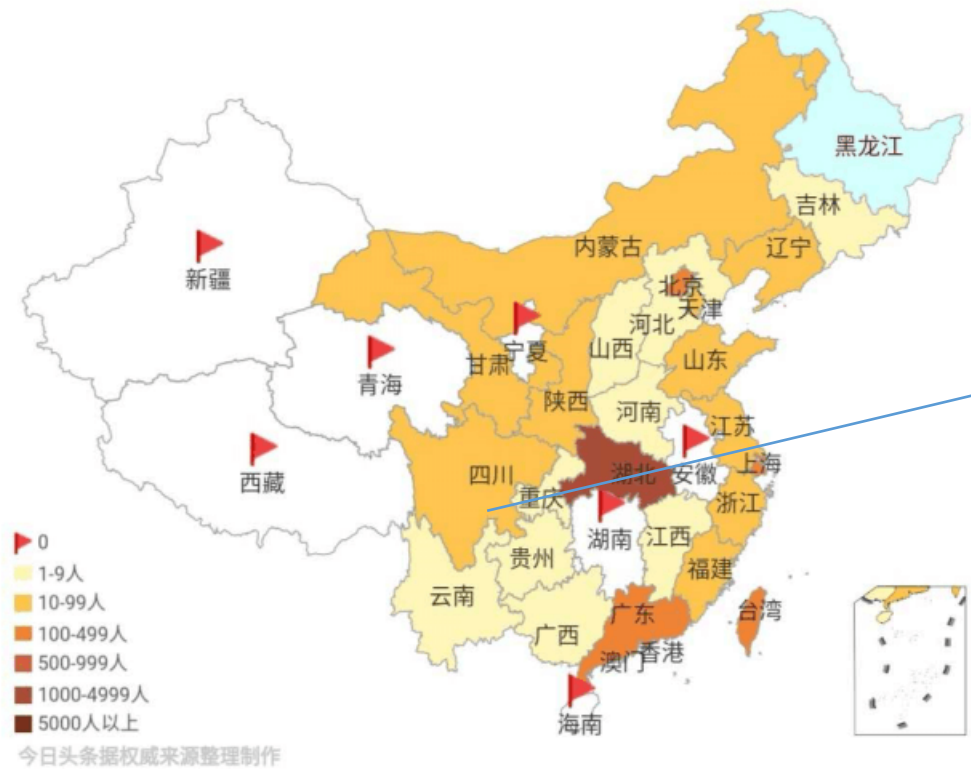 黑龙江
吉林
内蒙古
辽宁
新疆
北京
天津
河北
宁夏
山西
山东
甘肃
青海
陕西
河南
江苏
西藏
四川
湖北
安徽
上海
重庆
浙江
湖南
江西
贵州
福建
云南
广东
台湾
广西
香港
澳门
海南
0
1-9人
10-99人
100-499人
500-999人
1000-4999人
5000人以上
今日头条据权威来源整理制作